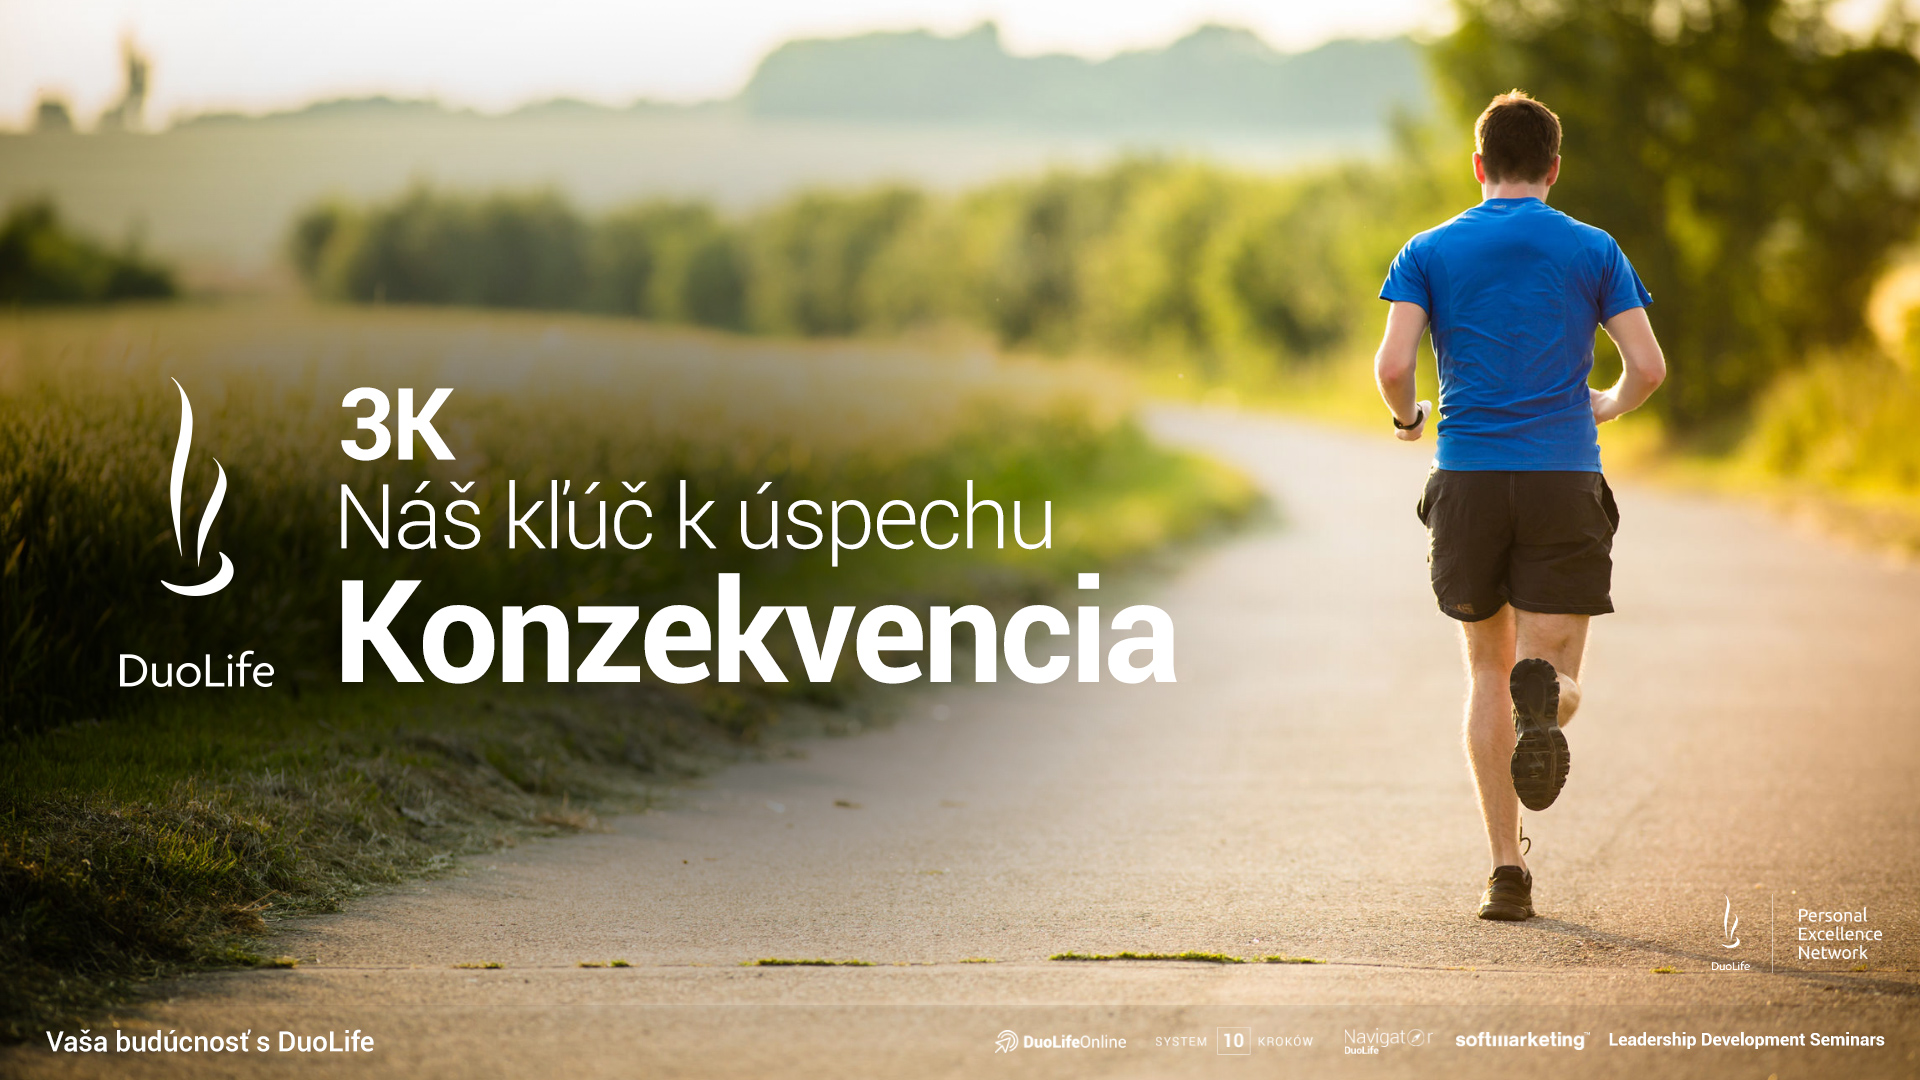 3K
Náš kľúč k úspechu
Konzekvencia
DuoLife
DuoLife
Personal
Excellence
Network
Vaša budúcnosť s DuoLife
DuoLifeOnline
SYSTEM 10 KROKÓW
Navigator
DuoLife
softmarketing™
Leadership Development Seminars